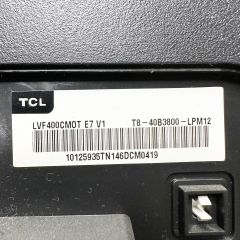 TCL
LVF400CMOT E7 V1 T8-40B3800-LPM12
10125935TN146DCM0419